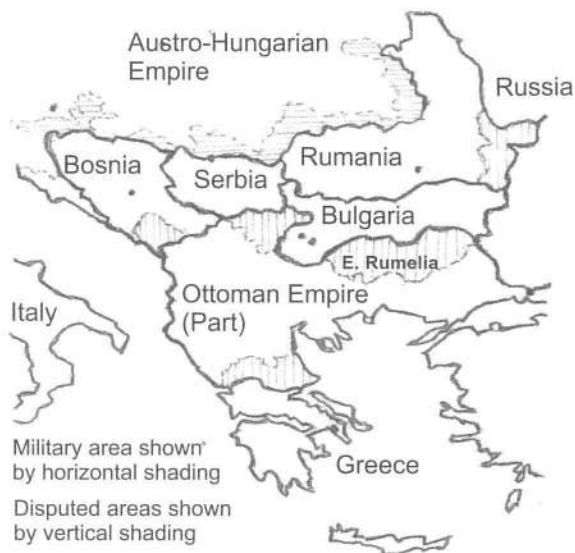 Austro-Hungarian
Empire
Russia
Bosnia
Serbia
Rumania
Bulgaria
E. Rumelia
Ottoman Empire
(Part)
Italy
Military area shown
by horizontal shading
Greece
Disputed areas shown
by vertical shading